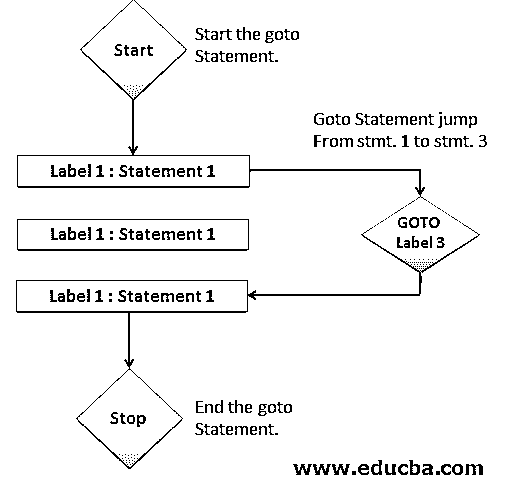 Start
Start the goto
Statement.
Goto Statement jump
From stmt. 1 to stmt. 3
Label 1 : Statement 1
Label 1 : Statement 1
GOTO
Label 3
Label 1 : Statement 1
Stop
End the goto
Statement.
www.educba.com